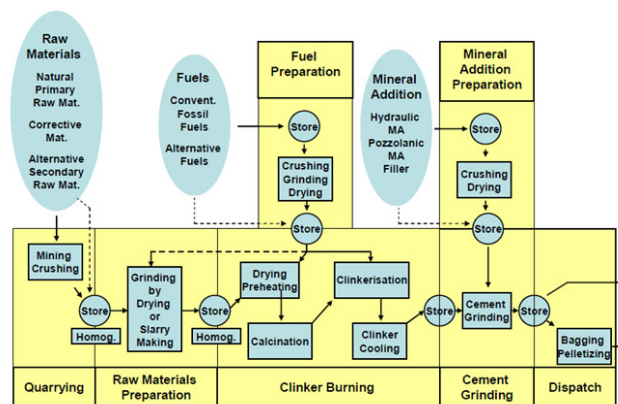 Raw
Materials
Natural
Primary
Raw Mat.
Corrective
Mat.
Alternative
Secondary
Raw Mat.
Fuels
Convent.
Fossil
Fuels
Alternative
Fuels
Fuel
Preparation
Store
Crushing
Grinding
Drying
Store
Mineral
Addition
Hydraulic
MA
Pozzolanic
MA
Filler
Mineral
Addition
Preparation
Store
Crushing
Drying
Store
Mining
Crushing
Store
Homog.
Grinding
by
Drying
or
Slarry
Making
Store
Homog.
Drying
Preheating
Calcination
Clinkerisation
Clinker
Cooling
Store
Cement
Grinding
Store
Bagging
Pelletizing
Quarrying
Raw Materials
Preparation
Clinker Burning
Cement
Grinding
Dispatch